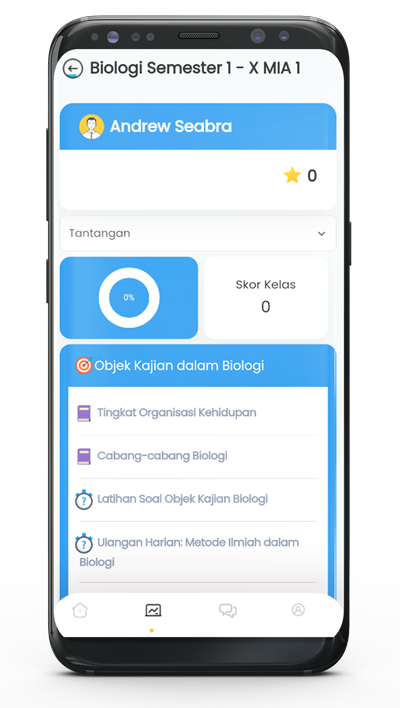 Biologi Semester 1 - X MIA 1
Andrew Seabra
0
Tantangan
0%
Skor Kelas
0
Objek Kajian dalam Biologi
Tingkat Organisasi Kehidupan
Cabang-cabang Biologi
? Latihan Soal Objek Kajian Biologi
? Ulangan Harian: Metode Ilmiah dalam
Biologi